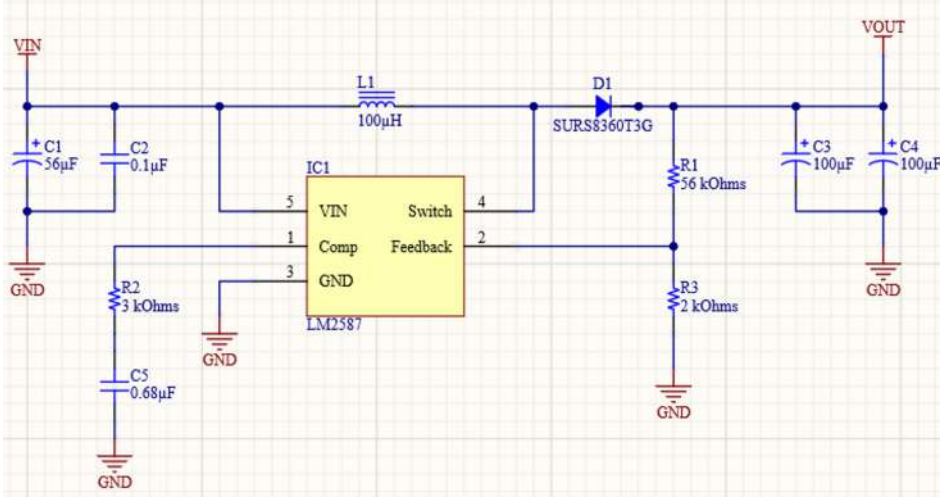 VIN
VOUT
L1
100µH
D1
SURS8360T3G
C1
56µF
C2
0.1µF
C3
100µF
C4
100µF
R1
56 kOhms
IC1
5 VIN Switch 4
1 Comp Feedback 2
3 GND
LM2587
GND
R2
3 kOhms
GND
R3
2 kOhms
GND
GND
C5
0.68µF
GND